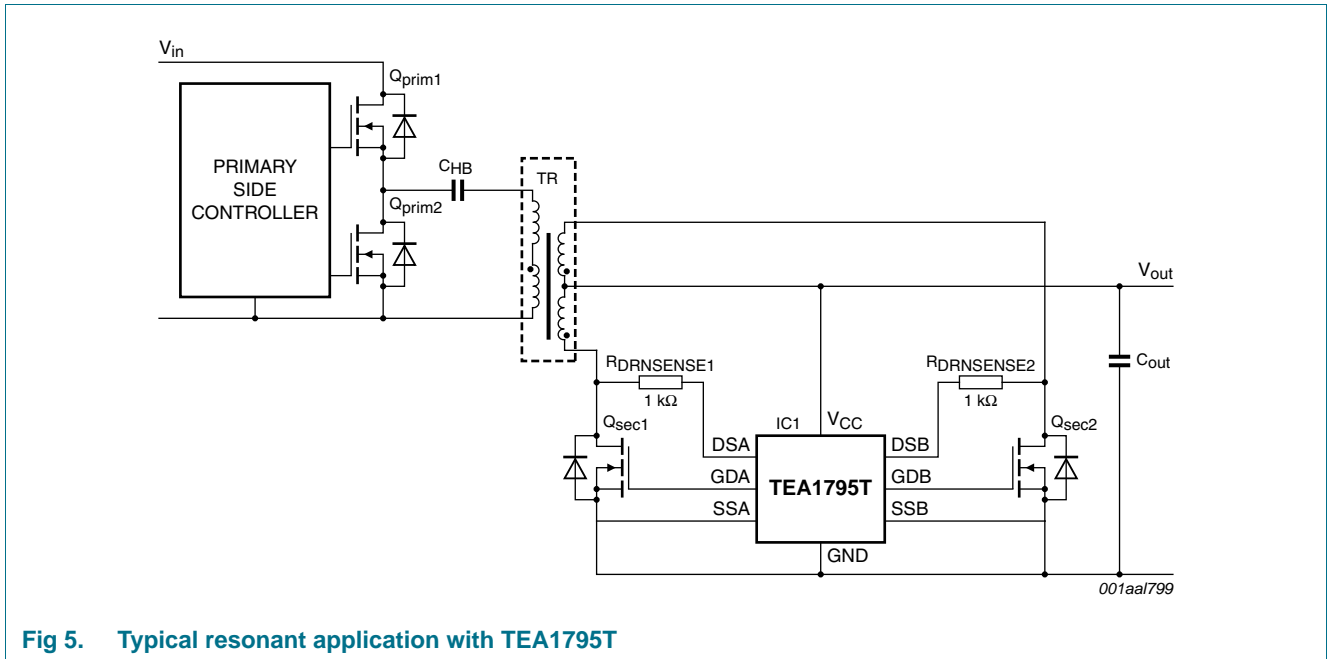 Vin
Qprim1
PRIMARY
SIDE
CONTROLLER
CHB
TR
Qprim2
Vout
RDRNSENSE1
1 kΩ
RDRNSENSE2
1 kΩ
Cout
Qsec1
IC1
VCC
Qsec2
DSA
DSB
GDA
TEA1795T
GDB
SSA
SSB
GND
001aal799
Fig 5. Typical resonant application with TEA1795T